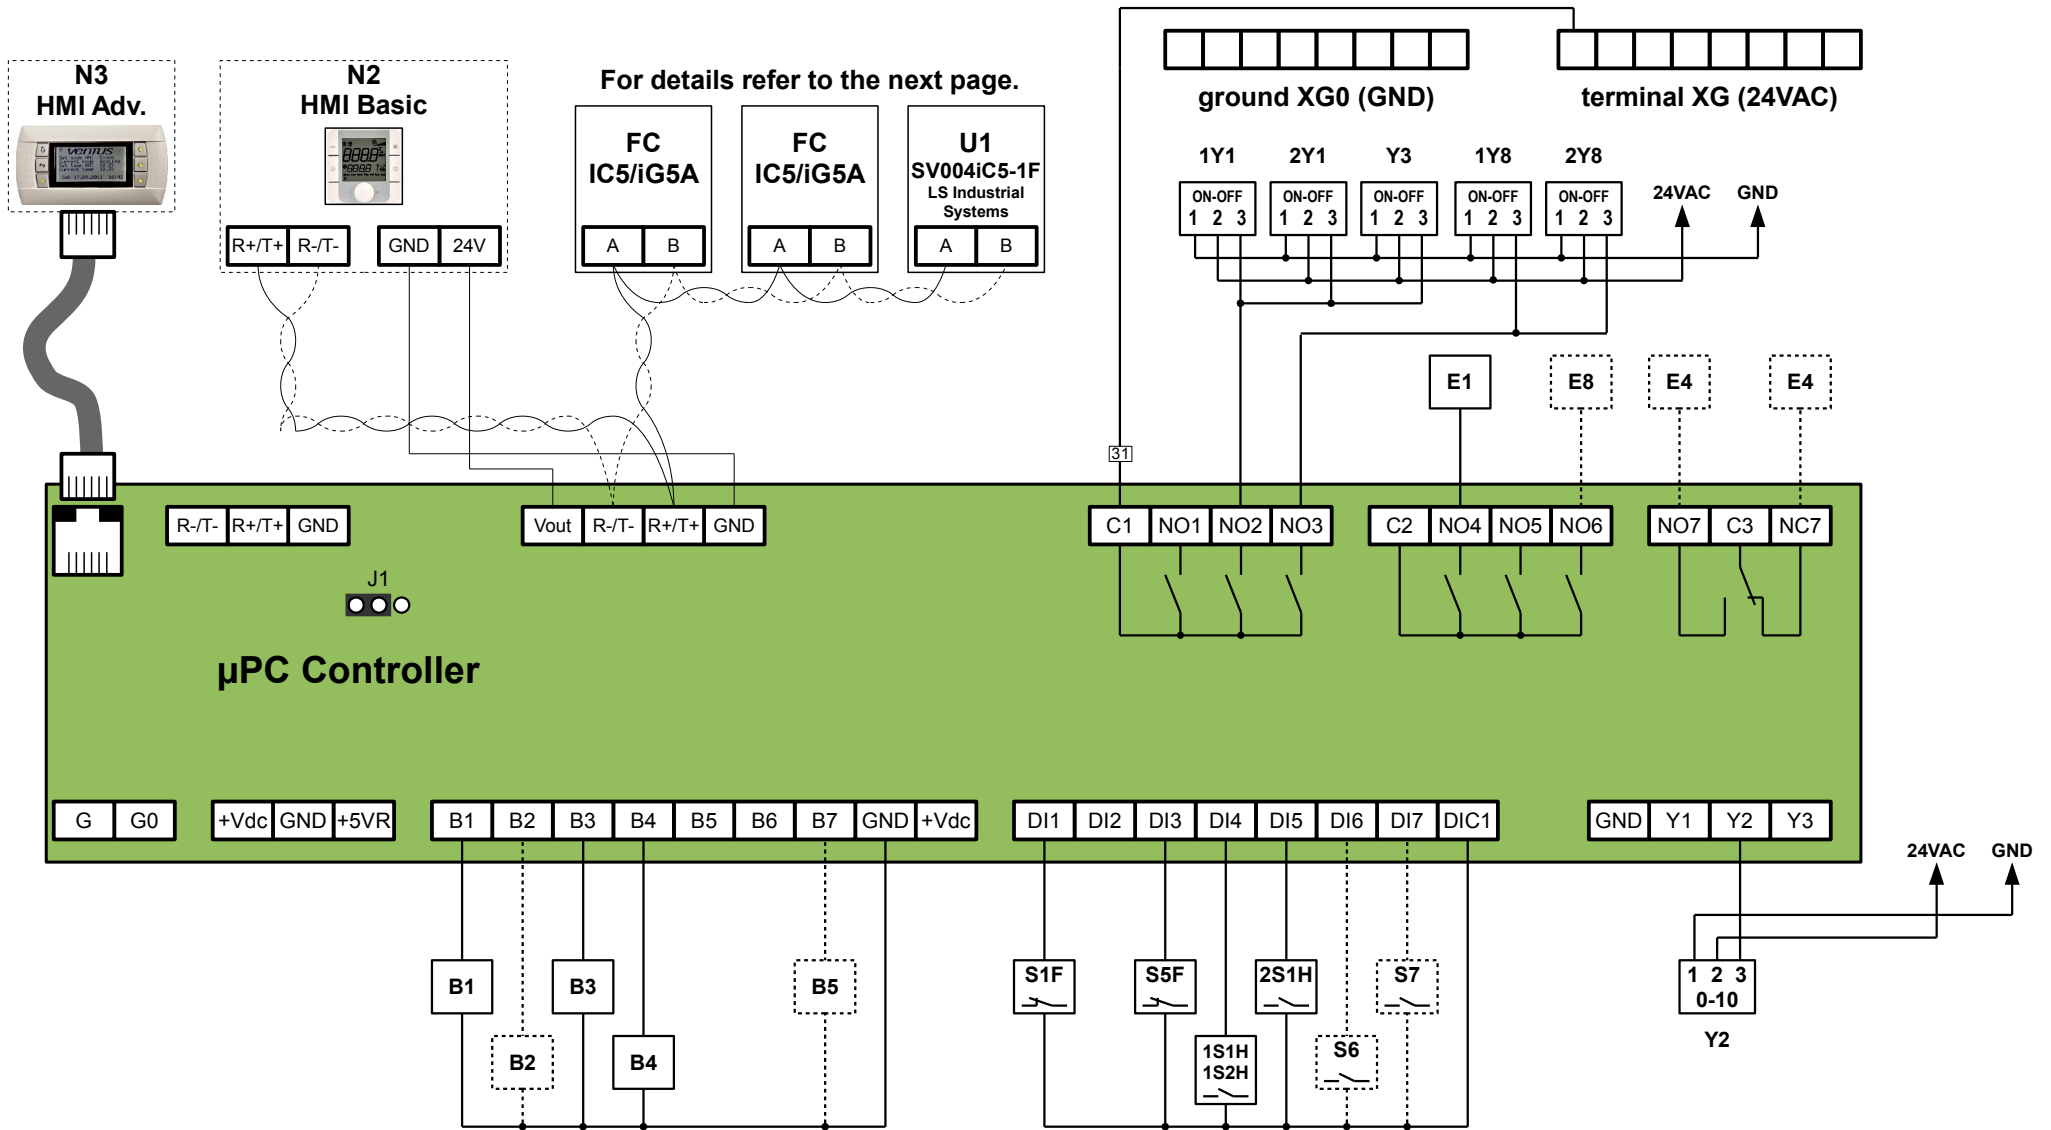 N3
HMI Adv.
VENTUS
N2
HMI Basic
R+/T+ R-/T- GND 24V
For details refer to the next page.
FC
IC5/iG5A
A B
FC
IC5/iG5A
A B
U1
SV004iC5-1F
LS Industrial
Systems
A B
ground XG0 (GND)
terminal XG (24VAC)
1Y1 2Y1 Y3 1Y8 2Y8
ON-OFF ON-OFF ON-OFF ON-OFF ON-OFF
1 2 3 1 2 3 1 2 3 1 2 3 1 2 3
24VAC GND
E1 E8 E4 E4
31
R-/T- R+/T+ GND
Vout R-/T- R+/T+ GND
C1 NO1 NO2 NO3
C2 NO4 NO5 NO6
NO7 C3 NC7
J1
µPC Controller
G G0
+Vdc GND +5VR
B1 B2 B3 B4 B5 B6 B7 GND +Vdc
DI1 DI2 DI3 DI4 DI5 DI6 DI7 DIC1
GND Y1 Y2 Y3
24VAC GND
B1 B3 B5
B2 B4
S1F S5F 2S1H S7
1S1H
1S2H
S6
1 2 3
0-10
Y2